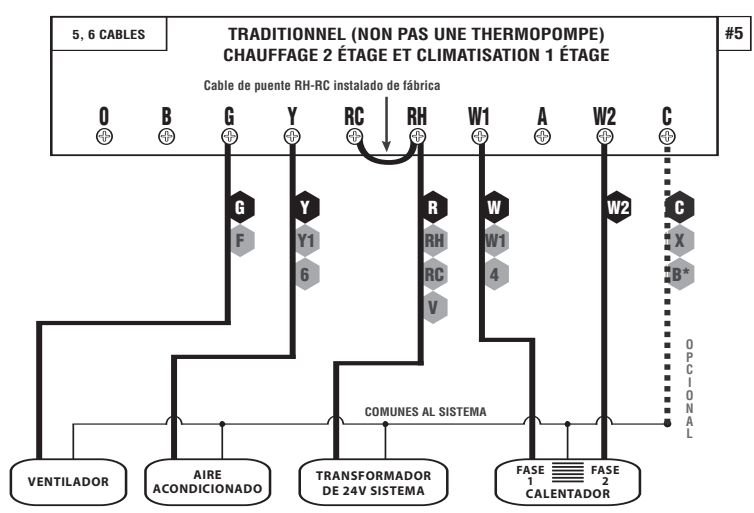 5, 6 CABLES
TRADITIONNEL (NON PAS UNE THERMOPOMPE)
CHAUFFAGE 2 ÉTAGE ET CLIMATISATION 1 ÉTAGE
#5
Cable de puente RH-RC instalado de fábrica
O B G Y RC RH W1 A W2 C
G Y R W W2 C
F Y1 RH W1 X
6 RC 4 B*
V
OPCIONAL
COMUNES AL SISTEMA
VENTILADOR
AIRE
ACONDICIONADO
TRANSFORMADOR
DE 24V SISTEMA
FASE FASE
1 2
CALENTADOR